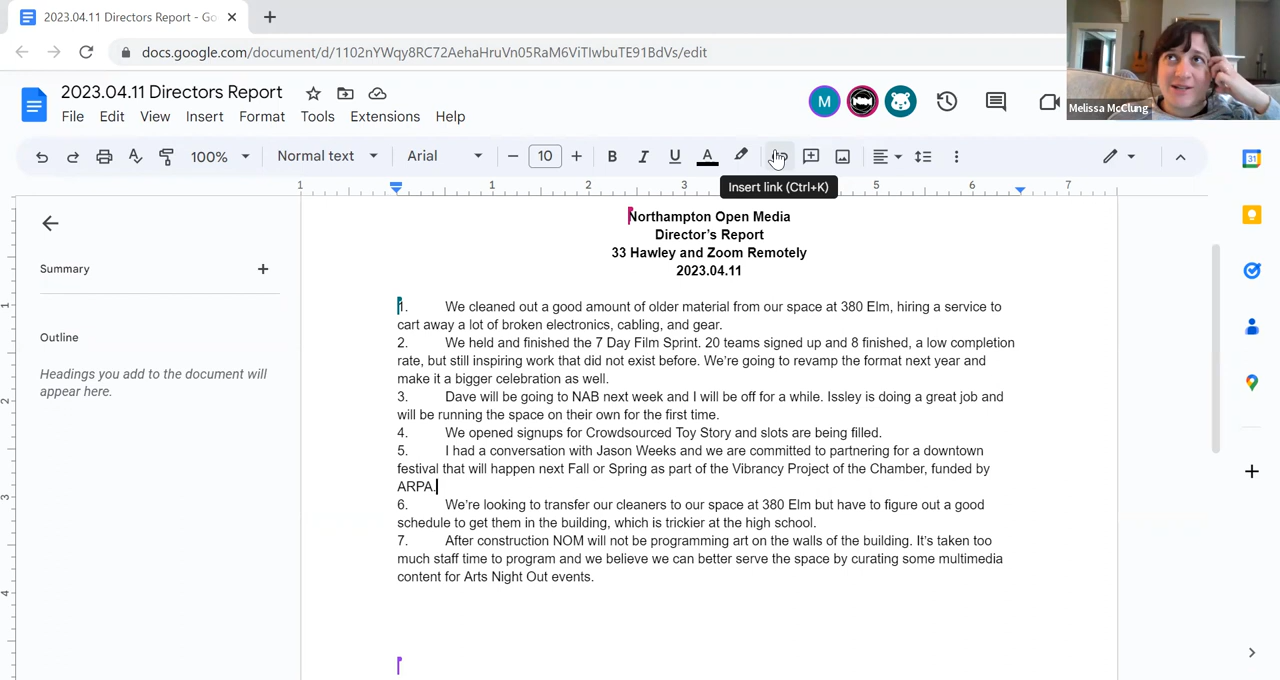 2023.04.11 Directors Report - Go
docs.google.com/document/d/1102nYWqy8RC72AehaHruVn05RaM6ViTIwbuTE91BdVs/edit
2023.04.11 Directors Report
M
Melissa McClung
File Edit View Insert Format Tools Extensions Help
100% Normal text Arial 10 B I U A
31
Insert link (Ctrl+K)
1 1 2 3 5 6 7
Summary
Outline
Headings you add to the document will
appear here.
1
2
3
4
Northampton Open Media
Director's Report
33 Hawley and Zoom Remotely
2023.04.11
1. We cleaned out a good amount of older material from our space at 380 Elm, hiring a service to
cart away a lot of broken electronics, cabling, and gear.
2. We held and finished the 7 Day Film Sprint. 20 teams signed up and 8 finished, a low completion
rate, but still inspiring work that did not exist before. We're going to revamp the format next year and
make it a bigger celebration as well.
3. Dave will be going to NAB next week and I will be off for a while. Issley is doing a great job and
will be running the space on their own for the first time.
4. We opened signups for Crowdsourced Toy Story and slots are being filled.
5. I had a conversation with Jason Weeks and we are committed to partnering for a downtown
festival that will happen next Fall or Spring as part of the Vibrancy Project of the Chamber, funded by
ARPA.
6. We're looking to transfer our cleaners to our space at 380 Elm but have to figure out a good
schedule to get them in the building, which is trickier at the high school.
7. After construction NOM will not be programming art on the walls of the building. It's taken too
much staff time to program and we believe we can better serve the space by curating some multimedia
content for Arts Night Out events.